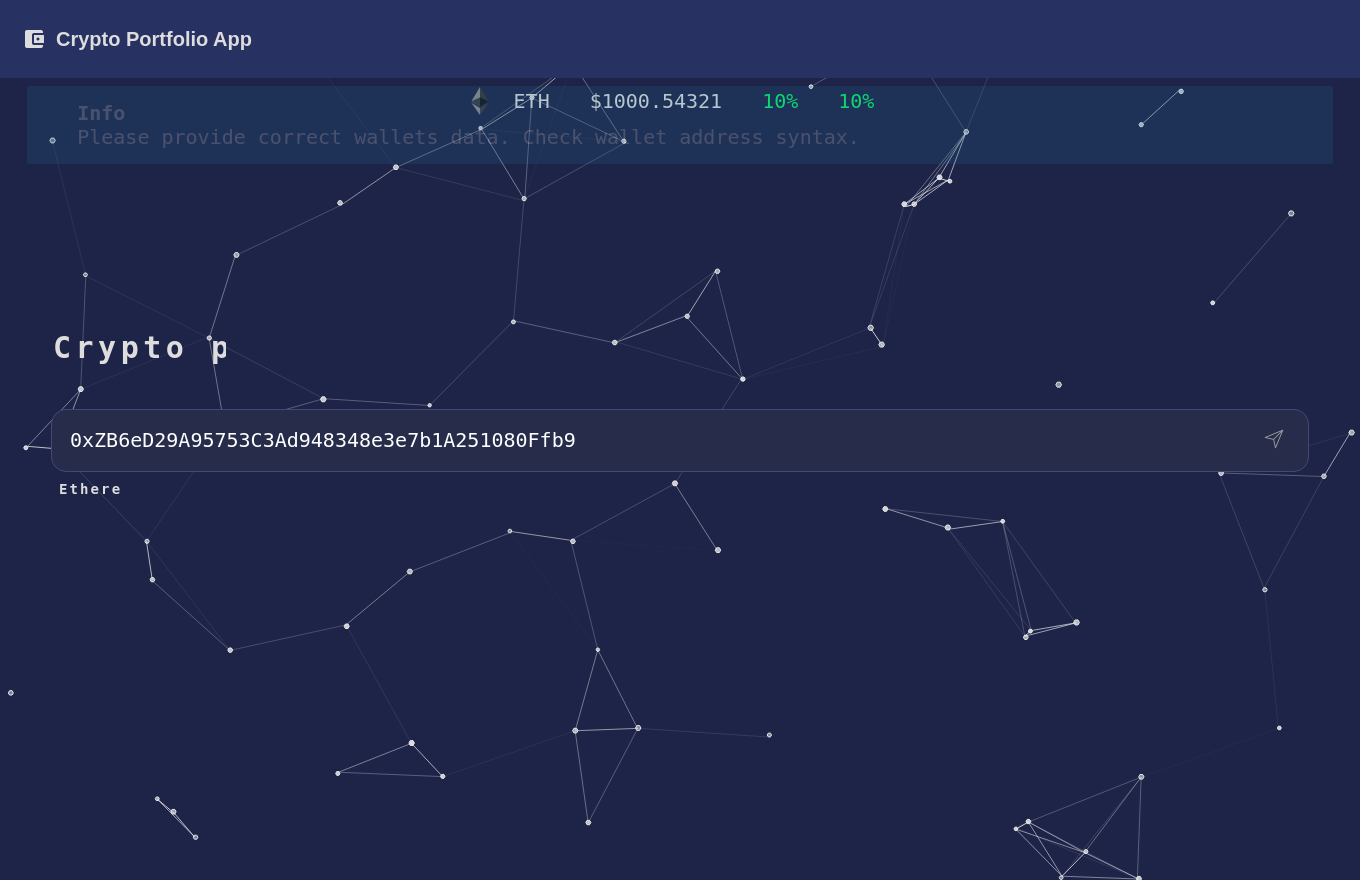 Crypto Portfolio App
ETH $1000.54321 10% 10%
Info
Please provide correct wallets data. Check wallet address syntax.
Crypto p
0xZB6eD29A95753C3Ad948348e3e7b1A251080Ffb9
Ethere